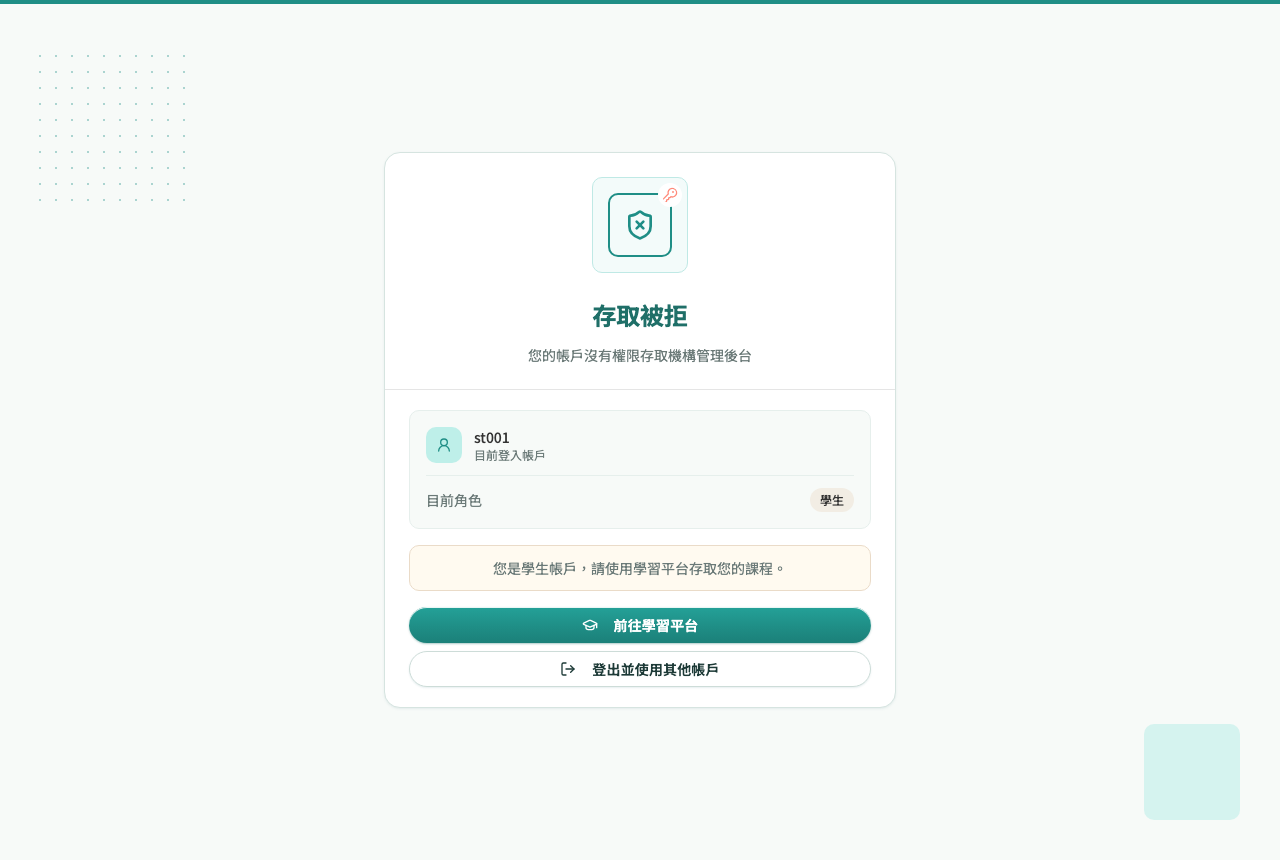 存取被拒
您的帳戶沒有權限存取機構管理後台
st001
目前登入帳戶
目前角色
學生
您是學生帳戶，請使用學習平台存取您的課程。
前往學習平台
登出並使用其他帳戶